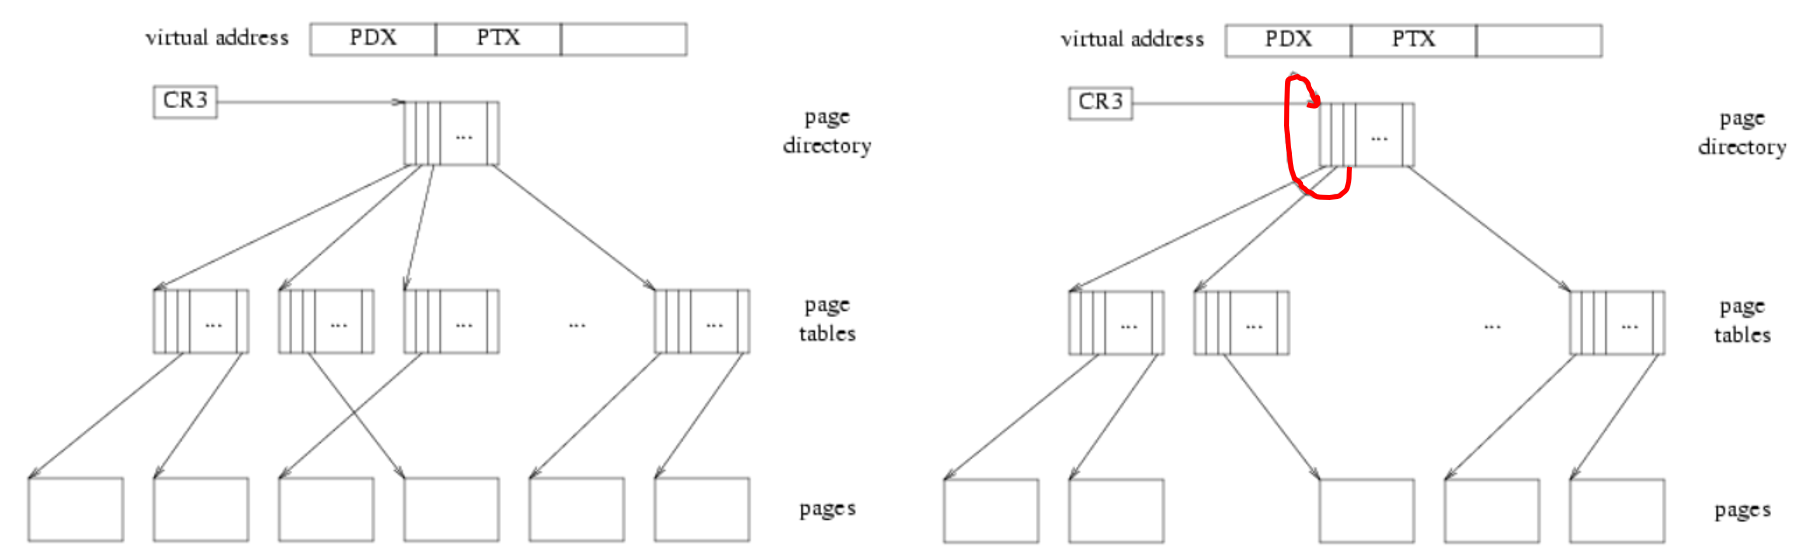 virtual address PDX PTX
CR3
page
directory
...
page
tables
... ... ... ... ...
pages
virtual address PDX PTX
CR3
page
directory
...
page
tables
... ... ... ...
pages